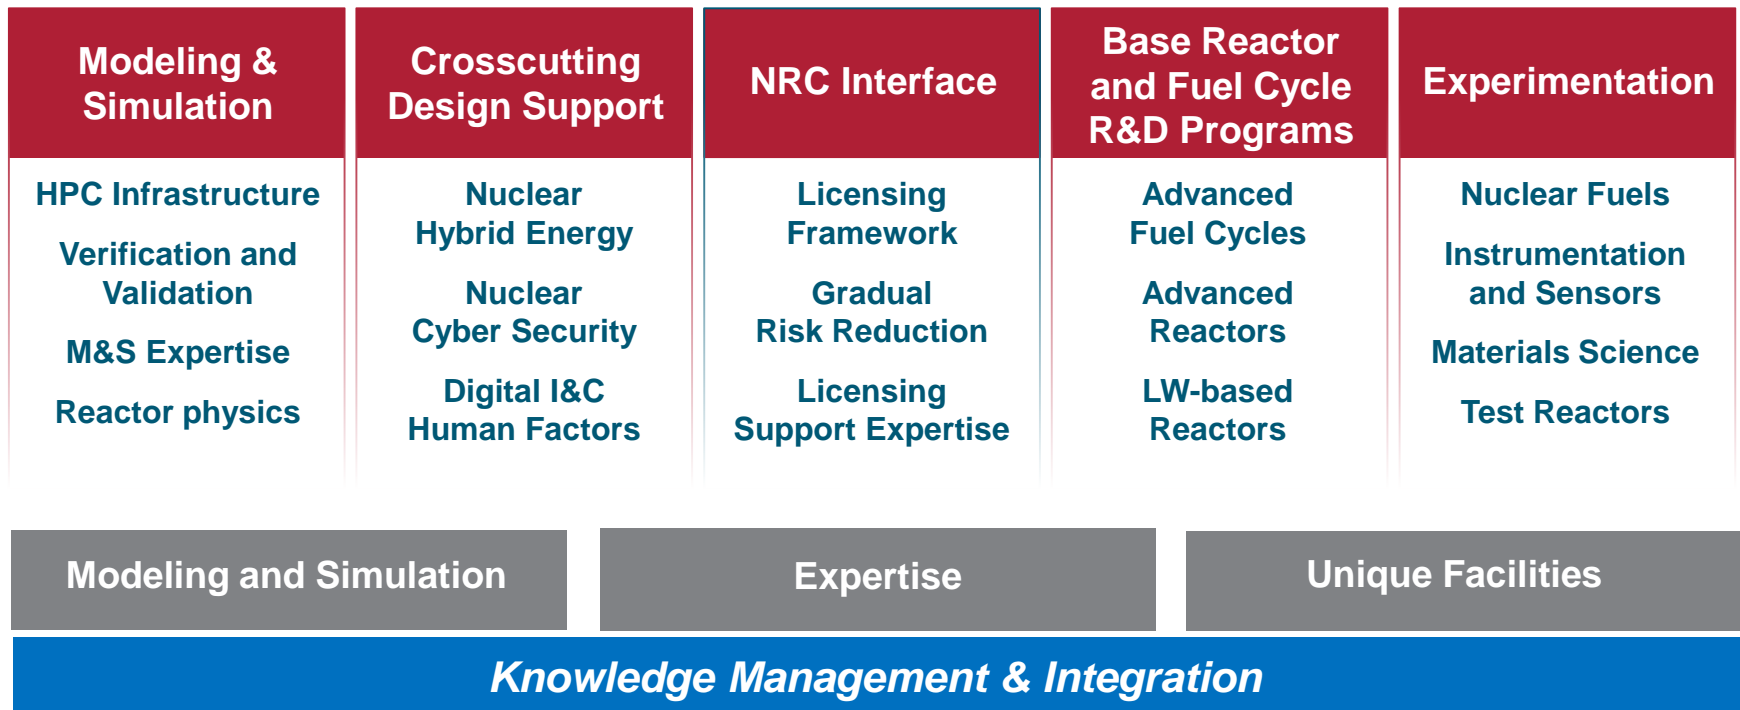 Modeling &
Simulation
HPC Infrastructure
Verification and
Validation
M&S Expertise
Reactor physics
Crosscutting
Design Support
Nuclear
Hybrid Energy
Nuclear
Cyber Security
Digital I&C
Human Factors
NRC Interface
Licensing
Framework
Gradual
Risk Reduction
Licensing
Support Expertise
Base Reactor
and Fuel Cycle
R&D Programs
Advanced
Fuel Cycles
Advanced
Reactors
LW-based
Reactors
Experimentation
Nuclear Fuels
Instrumentation
and Sensors
Materials Science
Test Reactors
Modeling and Simulation
Expertise
Unique Facilities
Knowledge Management & Integration